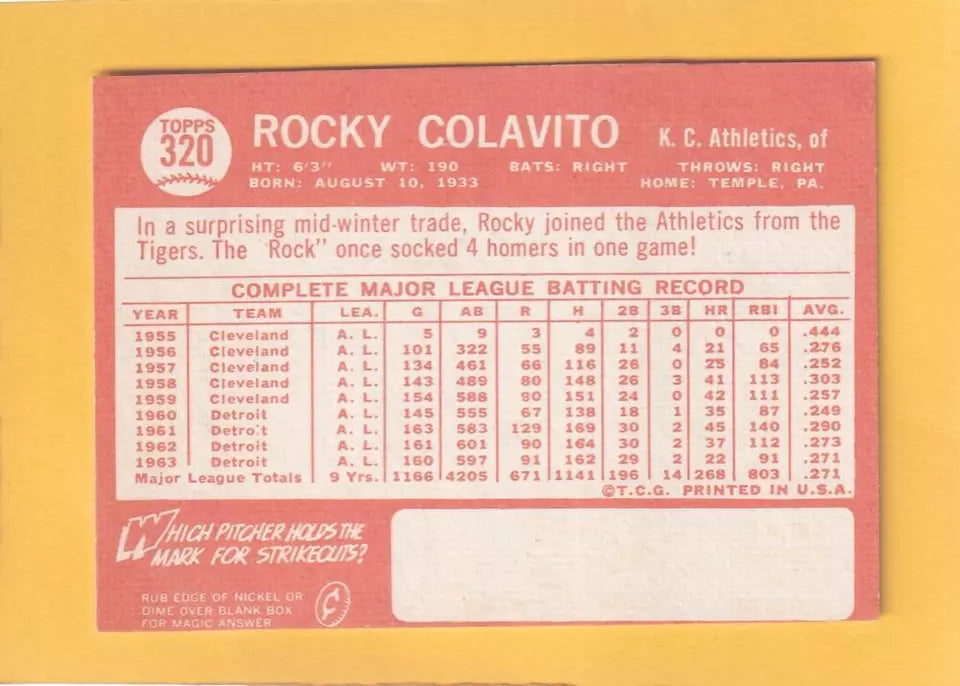 TOPPS
320
ROCKY COLAVITO
K. C. Athletics, of
HT: 6'3" WT: 190 BATS: RIGHT THROWS: RIGHT
BORN: AUGUST 10, 1933 HOME: TEMPLE, PA.
In a surprising mid-winter trade, Rocky joined the Athletics from the
Tigers. The "Rock" once socked 4 homers in one game!
COMPLETE MAJOR LEAGUE BATTING RECORD
YEAR TEAM LEA. G AB R H 2B 3B HR RBI AVG.
1955 Cleveland A. L. 5 9 3 4 2 0 0 0 .444
1956 Cleveland A. L. 101 322 55 89 11 4 21 65 .276
1957 Cleveland A. L. 134 461 66 116 26 0 25 84 .252
1958 Cleveland A. L. 143 489 80 148 26 3 41 113 .303
1959 Cleveland A. L. 154 588 90 151 24 0 42 111 .257
1960 Detroit A. L. 145 555 67 138 18 1 35 87 .249
1961 Detroit A. L. 163 583 129 169 30 2 45 140 .290
1962 Detroit A. L. 161 601 90 164 30 2 37 112 .273
1963 Detroit A. L. 160 597 91 162 29 2 22 91 .271
Major League Totals 9 Yrs. 1166 4205 671 1141 196 14 268 803 .271
©T.C.G. PRINTED IN U.S.A.
WHICH PITCHER HOLDS THE
MARK FOR STRIKEOUTS?
RUB EDGE OF NICKEL OR
DIME OVER BLANK BOX
FOR MAGIC ANSWER
¢